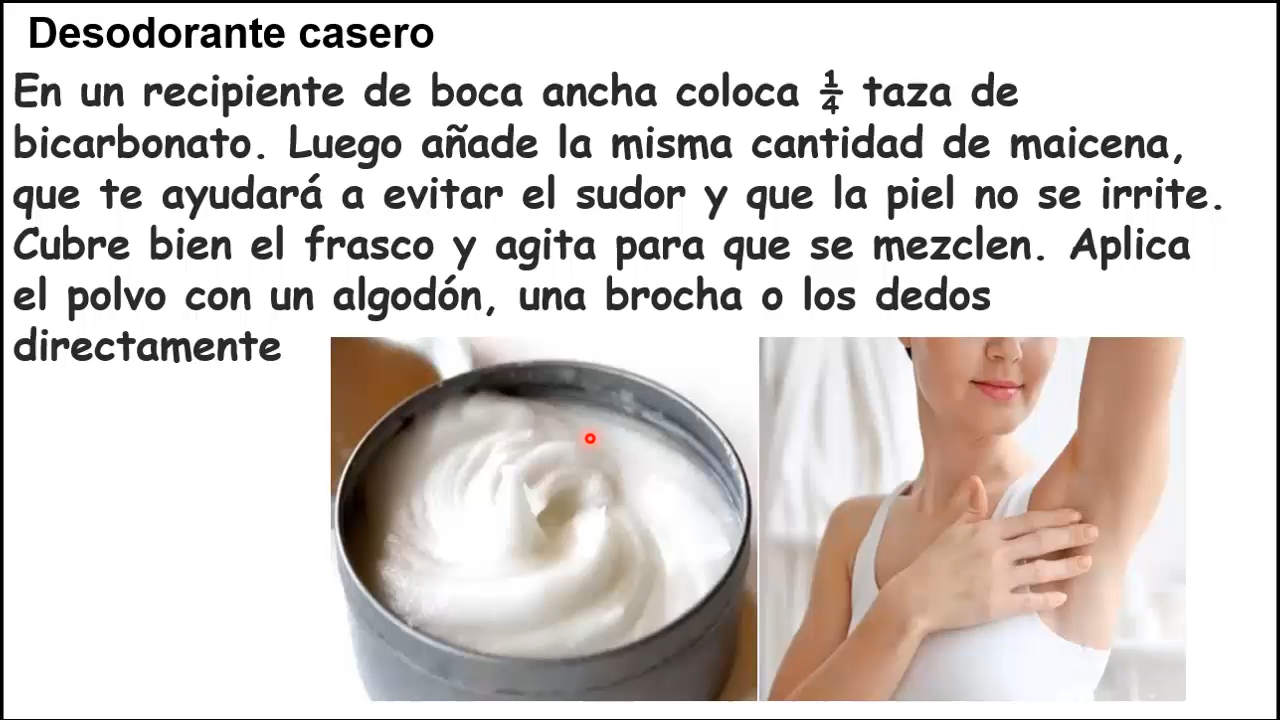 Desodorante casero
En un recipiente de boca ancha coloca ¼ taza de
bicarbonato. Luego añade la misma cantidad de maicena,
que te ayudará a evitar el sudor y que la piel no se irrite.
Cubre bien el frasco y agita para que se mezclen. Aplica
el polvo con un algodón, una brocha o los dedos
directamente